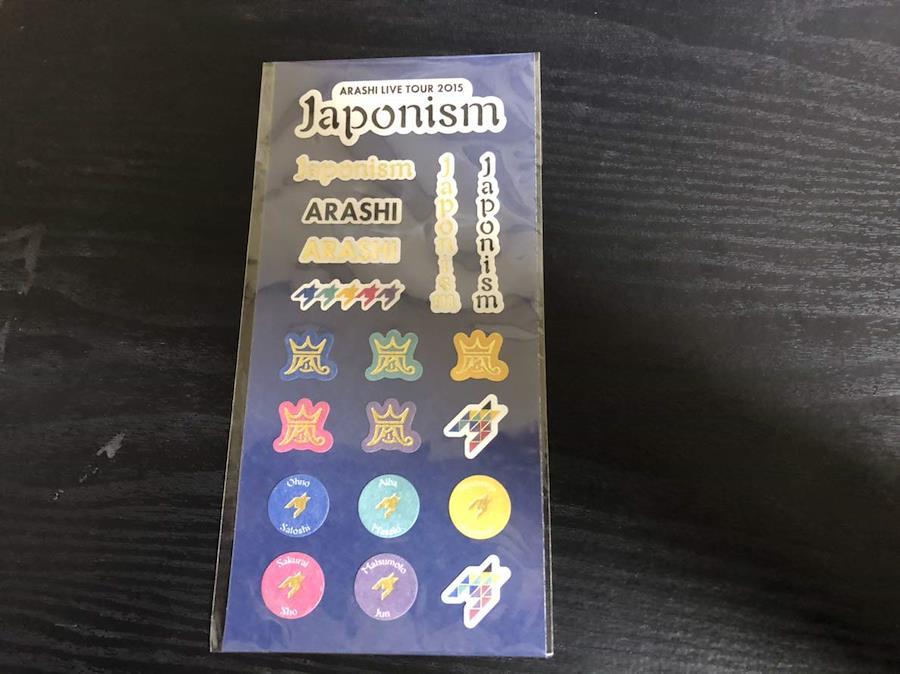 ARASHI LIVE TOUR 2015
Japonism
Japonism
ARASHI
ARASHI
Japonism
Japonism
嵐
嵐
嵐
嵐
嵐
Ohno
Satoshi
Aiba
Masaki
Sakurai
Sho
Matsumoto
Jun